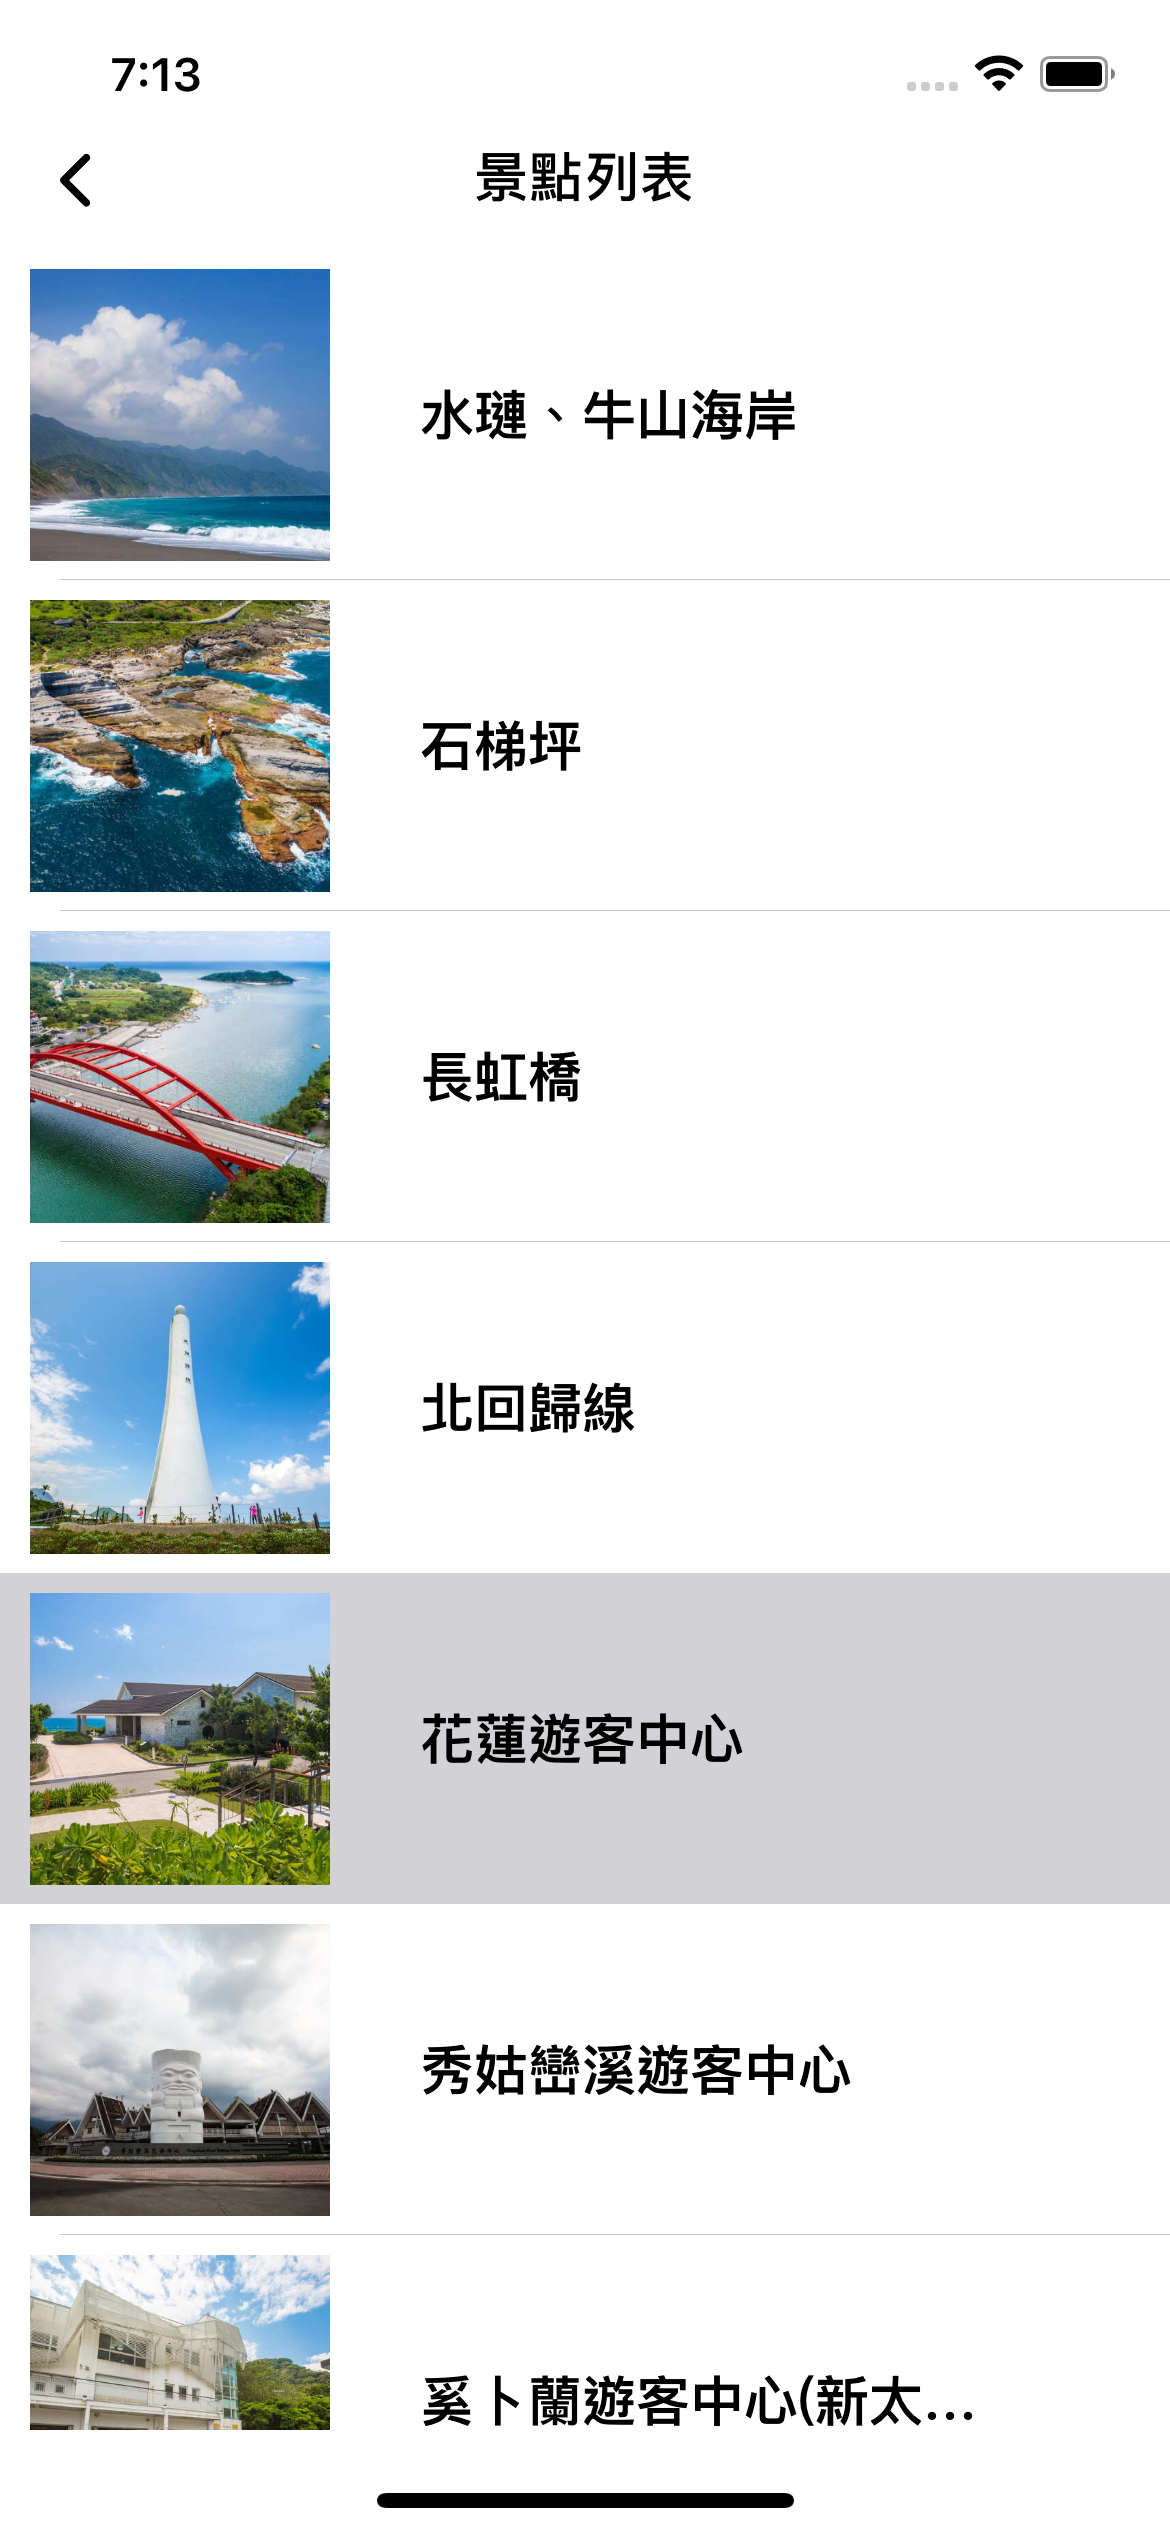 7:13
景點列表
水璉、牛山海岸
石梯坪
長虹橋
北回歸線
花蓮遊客中心
秀姑巒溪遊客中心
奚卜蘭遊客中心(新太...